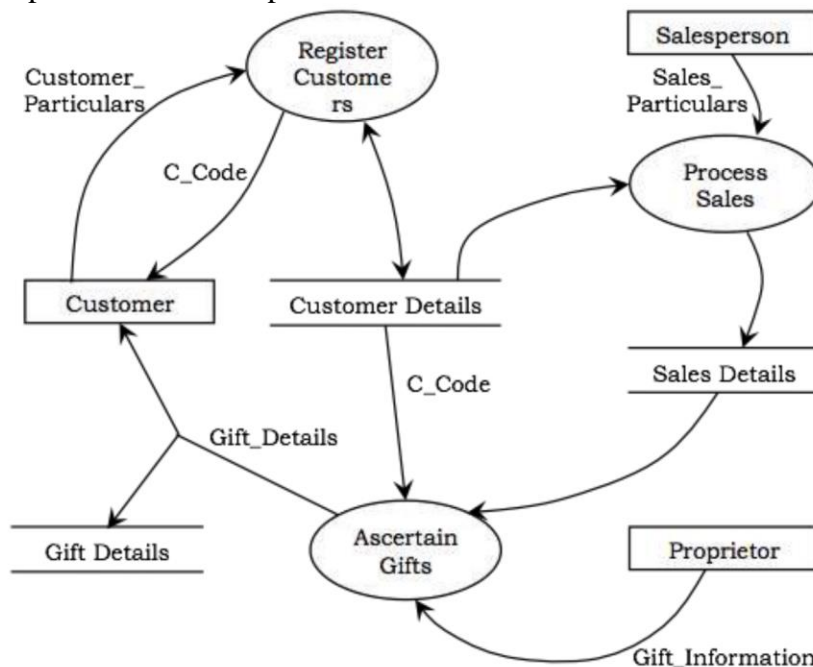 Register
Custome
rs
Salesperson
Customer_
Particulars
Sales_
Particulars
C_Code
Process
Sales
Customer
Customer Details
C_Code
Sales Details
Gift_Details
Gift Details
Ascertain
Gifts
Proprietor
Gift_Information